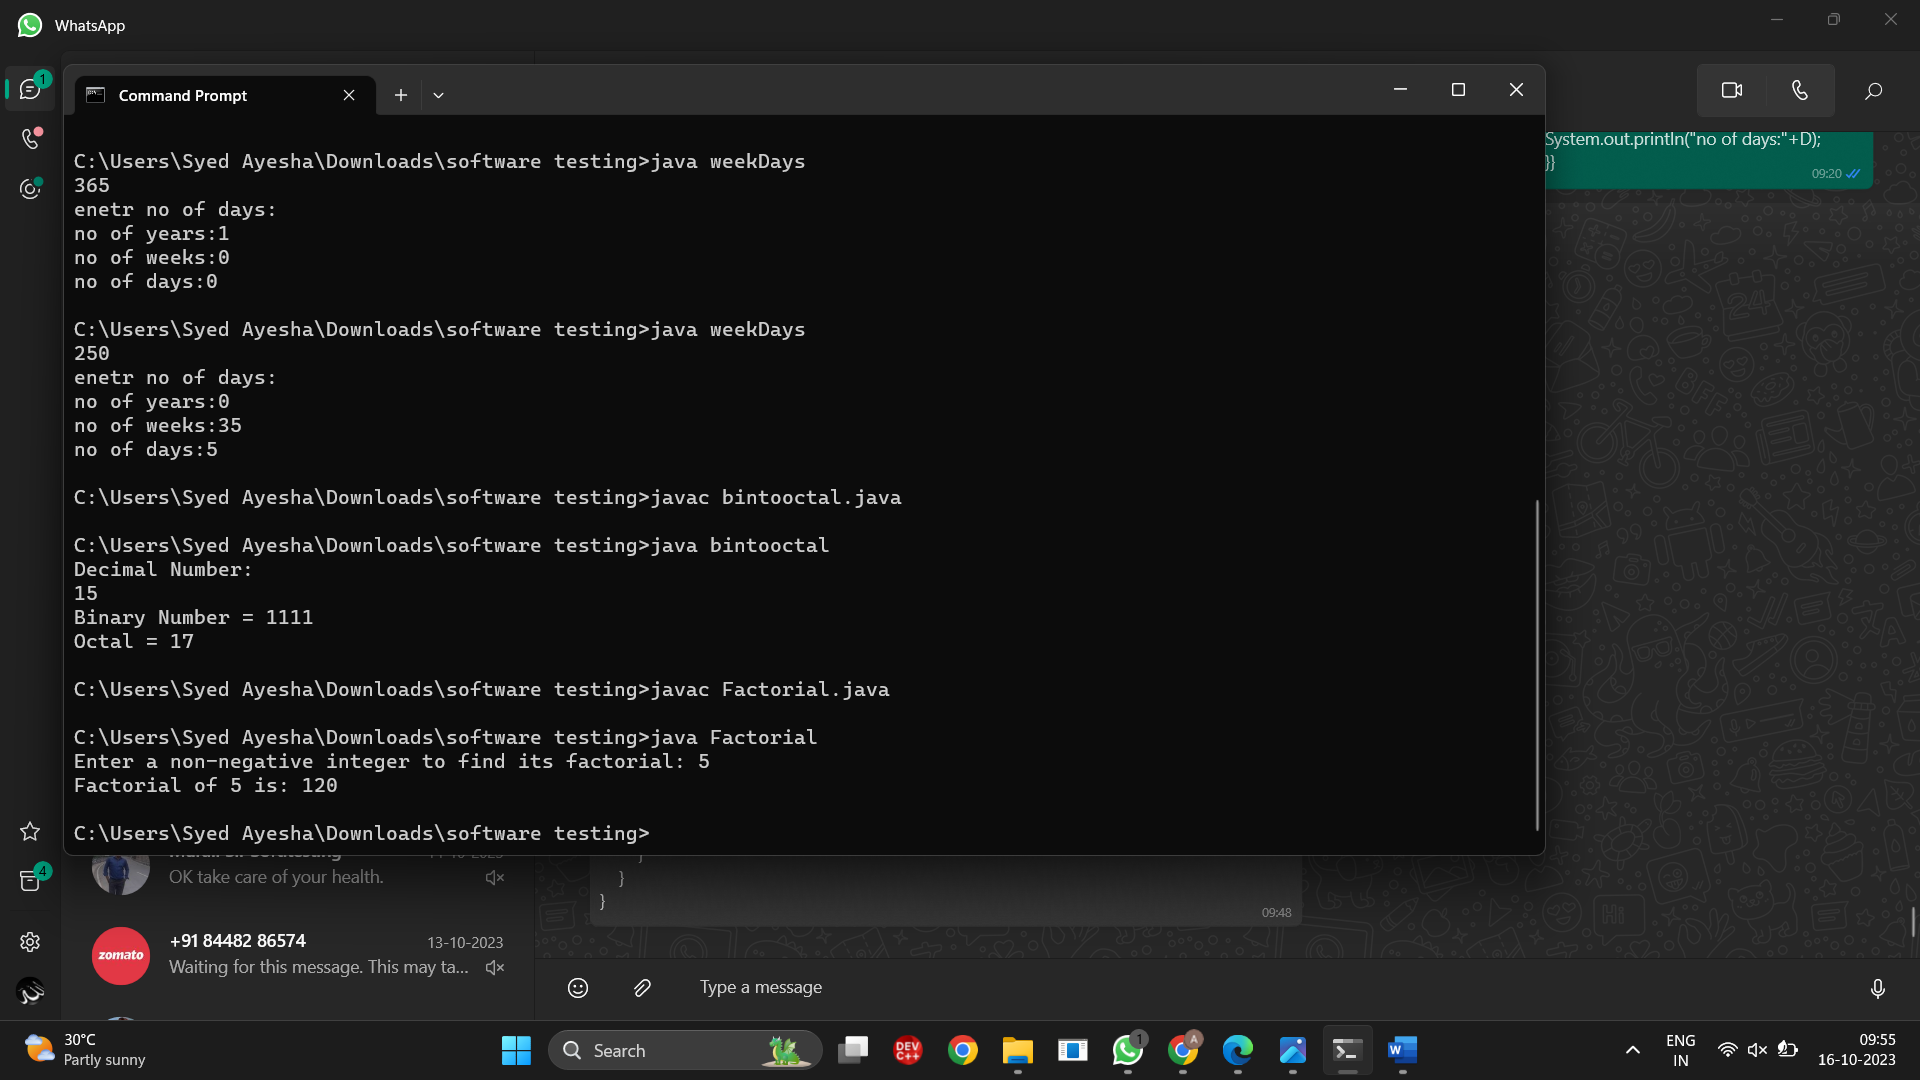 WhatsApp
1
Command Prompt
System.out.println("no of days:"+D);
}}
09:20
C:\Users\Syed Ayesha\Downloads\software testing>java weekDays
365
enetr no of days:
no of years:1
no of weeks:0
no of days:0
C:\Users\Syed Ayesha\Downloads\software testing>java weekDays
250
enetr no of days:
no of years:0
no of weeks:35
no of days:5
C:\Users\Syed Ayesha\Downloads\software testing>javac bintooctal.java
C:\Users\Syed Ayesha\Downloads\software testing>java bintooctal
Decimal Number:
15
Binary Number = 1111
Octal = 17
C:\Users\Syed Ayesha\Downloads\software testing>javac Factorial.java
C:\Users\Syed Ayesha\Downloads\software testing>java Factorial
Enter a non-negative integer to find its factorial: 5
Factorial of 5 is: 120
C:\Users\Syed Ayesha\Downloads\software testing>
4
OK take care of your health.
}
}
}
09:48
zomato
+91 84482 86574
13-10-2023
Waiting for this message. This may ta...
Type a message
30°C
Partly sunny
Search
DEV
C++
1
A
W
ENG
IN
09:55
16-10-2023